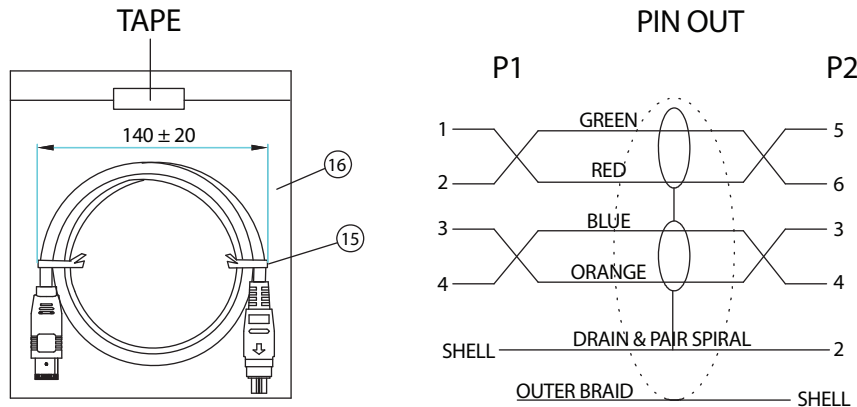 TAPE
140 ± 20
16
15
PIN OUT
P1 P2
1 GREEN 5
2 RED 6
3 BLUE 3
4 ORANGE 4
SHELL DRAIN & PAIR SPIRAL 2
OUTER BRAID SHELL